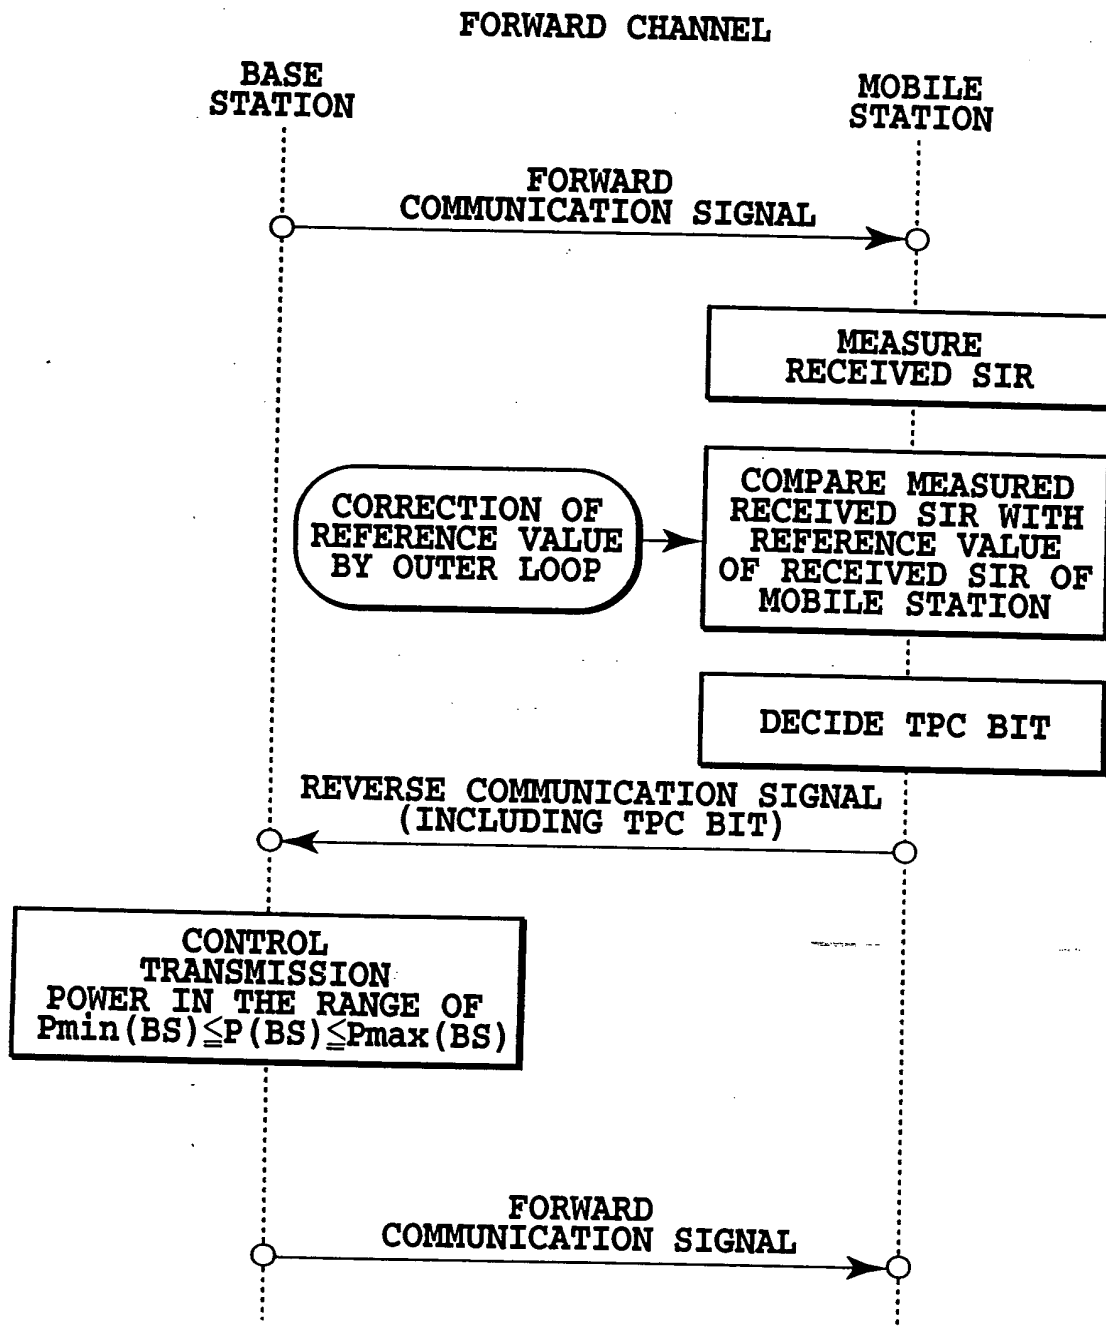 FORWARD CHANNEL
BASE
STATION
MOBILE
STATION
FORWARD
COMMUNICATION SIGNAL
MEASURE
RECEIVED SIR
CORRECTION OF
REFERENCE VALUE
BY OUTER LOOP
COMPARE MEASURED
RECEIVED SIR WITH
REFERENCE VALUE
OF RECEIVED SIR OF
MOBILE STATION
DECIDE TPC BIT
REVERSE COMMUNICATION SIGNAL
(INCLUDING TPC BIT)
CONTROL
TRANSMISSION
POWER IN THE RANGE OF
Pmin(BS)≦P(BS)≦Pmax(BS)
FORWARD
COMMUNICATION SIGNAL